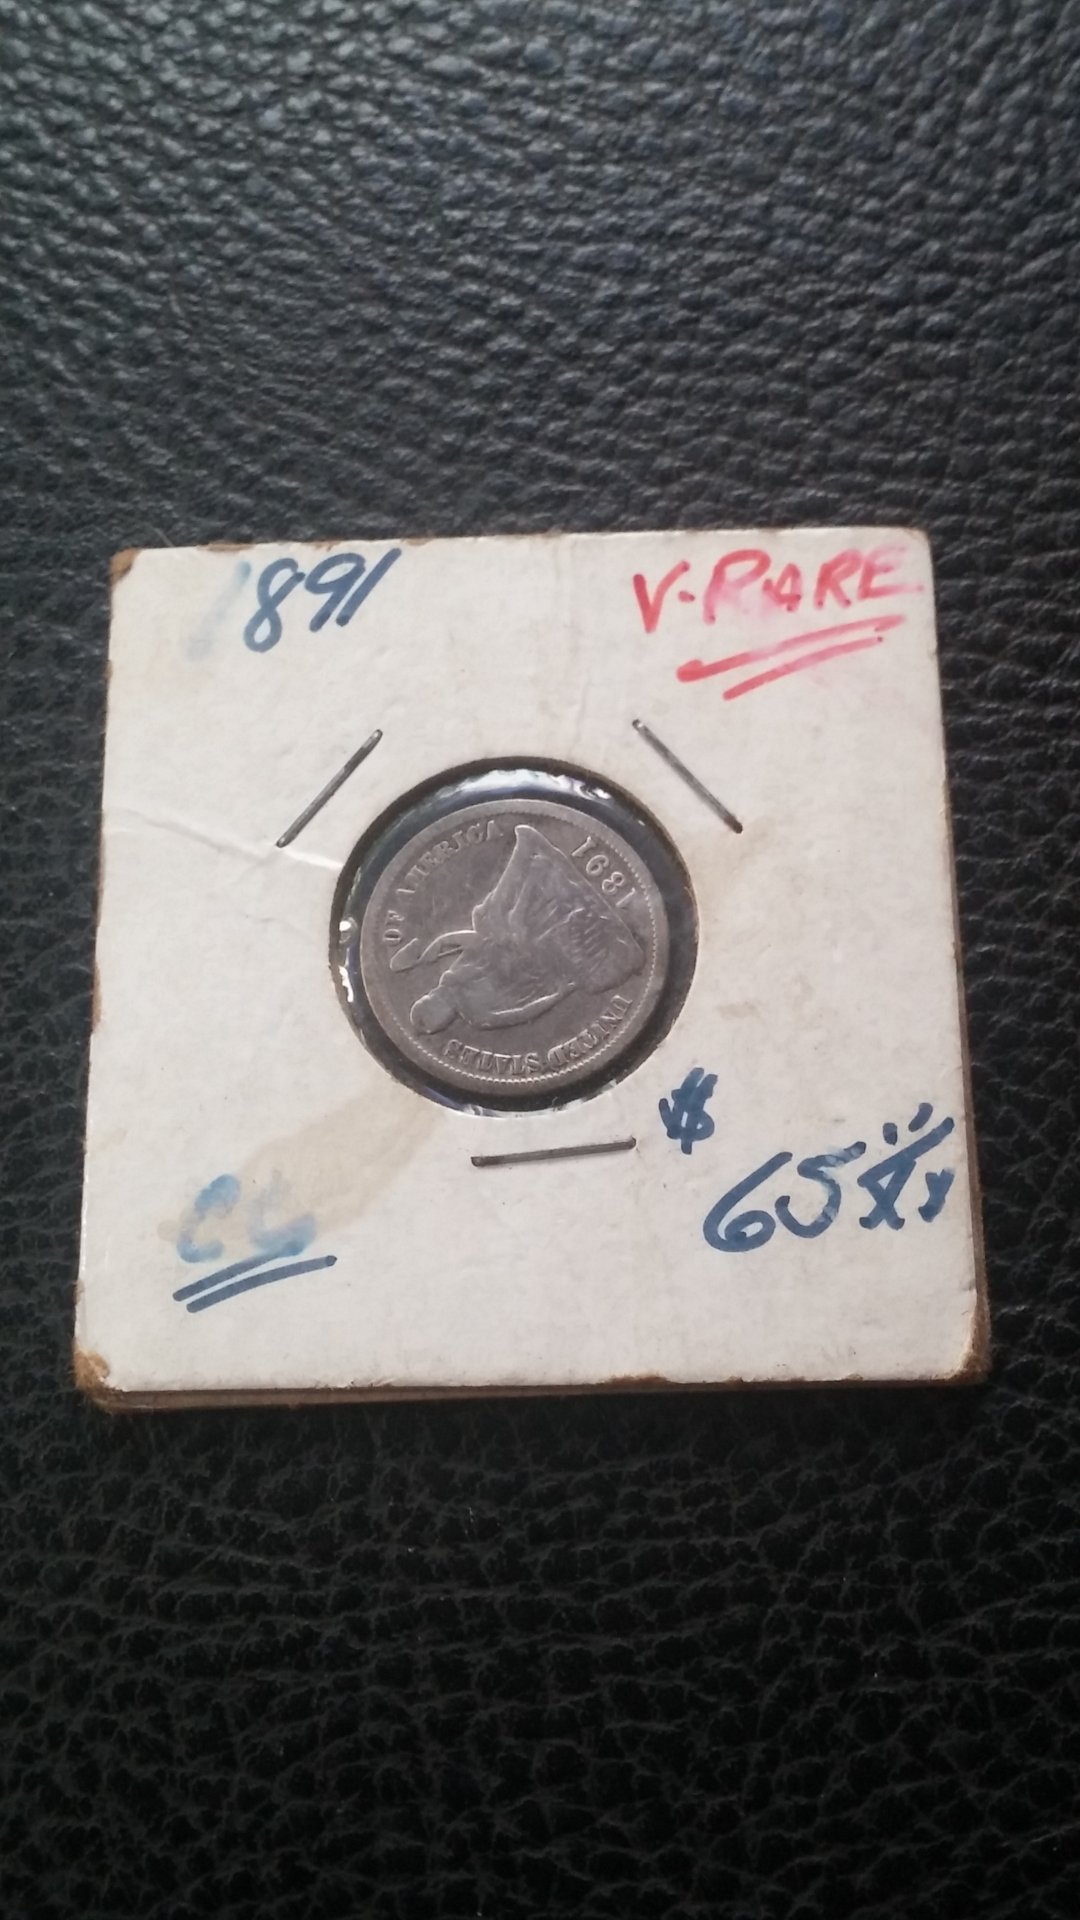 1891
V-RARE
UNITED STATES
OF AMERICA
1891
CC
$
65